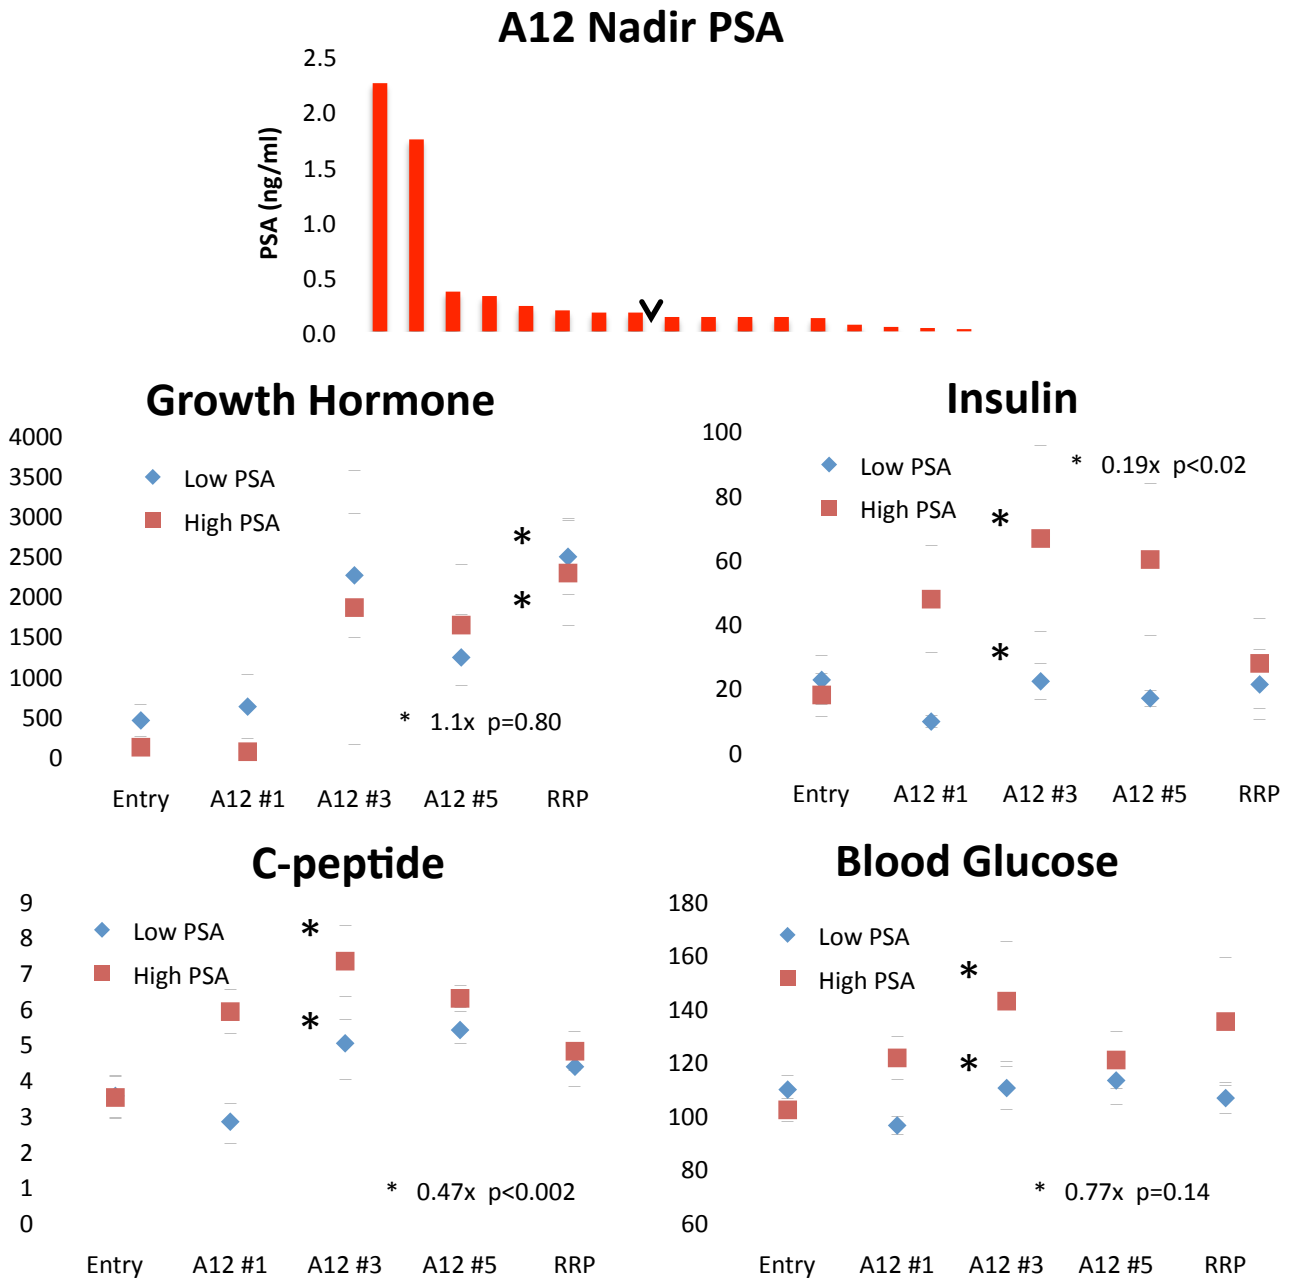 A12 Nadir PSA
PSA (ng/ml)
2.5
2.0
1.5
1.0
0.5
0.0
Growth Hormone
4000
3500
3000
2500
2000
1500
1000
500
0
Low PSA
High PSA
*
*
* 1.1x p=0.80
Entry A12 #1 A12 #3 A12 #5 RRP
Insulin
100
80
60
40
20
0
Low PSA
High PSA
* 0.19x p<0.02
*
*
Entry A12 #1 A12 #3 A12 #5 RRP
C-peptide
9
8
7
6
5
4
3
2
1
0
Low PSA
High PSA
*
*
* 0.47x p<0.002
Entry A12 #1 A12 #3 A12 #5 RRP
Blood Glucose
180
160
140
120
100
80
60
Low PSA
High PSA
*
*
* 0.77x p=0.14
Entry A12 #1 A12 #3 A12 #5 RRP